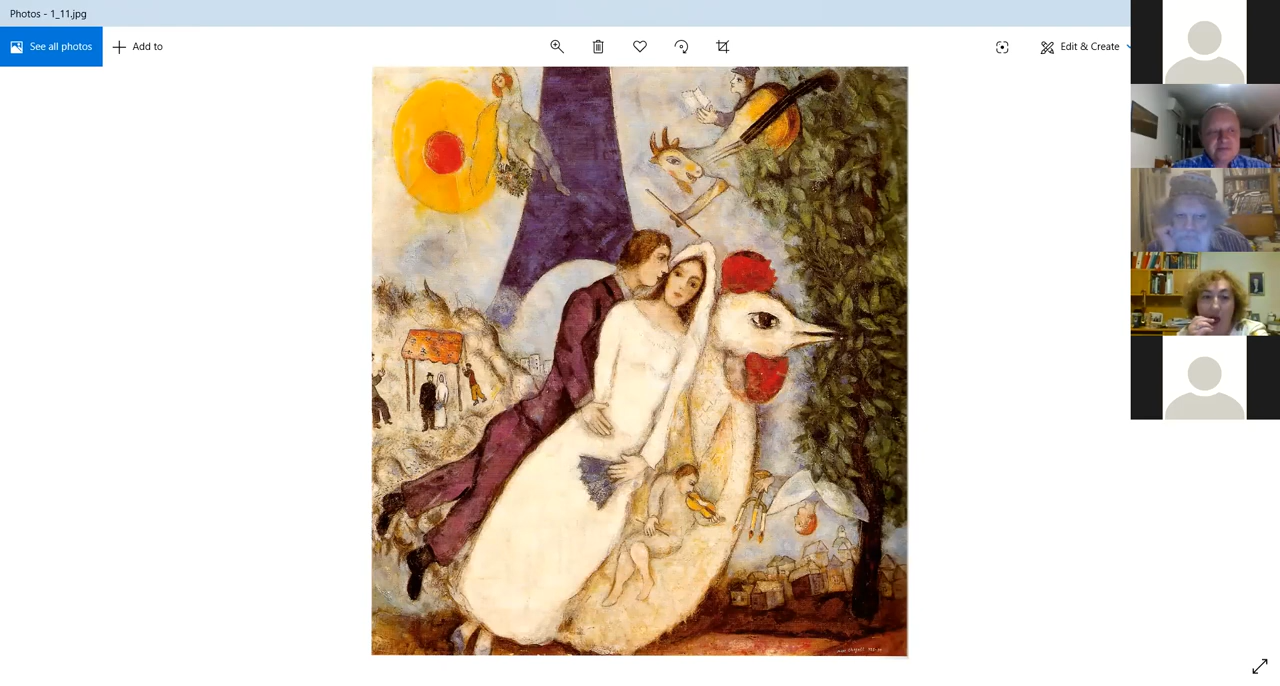 Photos - 1_11.jpg
See all photos
Add to
Edit & Create